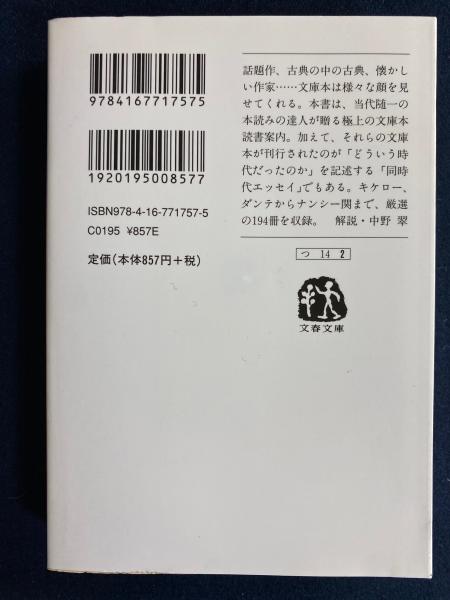 9784167717575
1920195008577
ISBN978-4-16-771757-5
C0195 ¥857E
定価(本体857円+税)
話題作、古典の中の古典、懐かし
い作家……文庫本は様々な顔を見
せてくれる。本書は、当代随一の
本読みの達人が贈る極上の文庫本
読書案内。加えて、それらの文庫
本が刊行されたのが「どういう時
代だったのか」を記述する「同時
代エッセイ」でもある。キケロー、
ダンテからナンシー関まで、厳選
の194冊を収録。 解説・中野 翠
つ 14 2
文春文庫